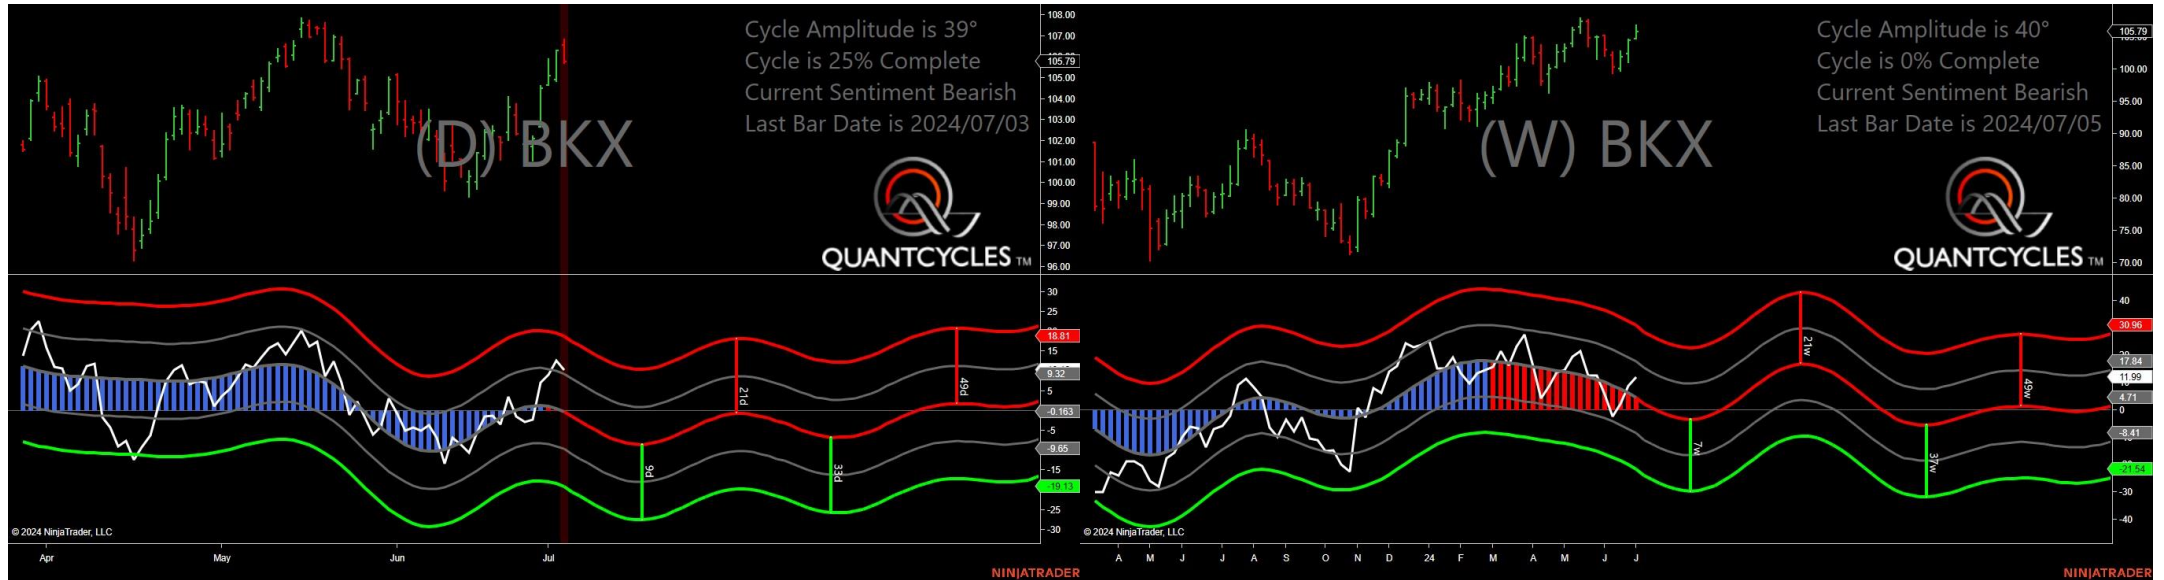 Cycle Amplitude is 39°
Cycle is 25% Complete
Current Sentiment Bearish
Last Bar Date is 2024/07/03
(D) BKX
QUANTCYCLES TM
108.00
107.00
105.79
105.00
104.00
103.00
102.00
101.00
100.00
99.00
98.00
97.00
96.00
30
25
18.81
15
9.32
5
-0.163
-5
-9.65
-15
-19.13
-25
-30
9d
21d
33d
49d
© 2024 NinjaTrader, LLC
Apr May Jun Jul
NINJATRADER
Cycle Amplitude is 40°
Cycle is 0% Complete
Current Sentiment Bearish
Last Bar Date is 2024/07/05
(W) BKX
QUANTCYCLES TM
105.79
100.00
95.00
90.00
85.00
80.00
75.00
70.00
40
30.96
17.84
11.99
4.71
0
-8.41
-21.54
-30
-40
7w
21w
37w
49w
© 2024 NinjaTrader, LLC
A M J J A S O N D 24 F M A M J J
NINJATRADER